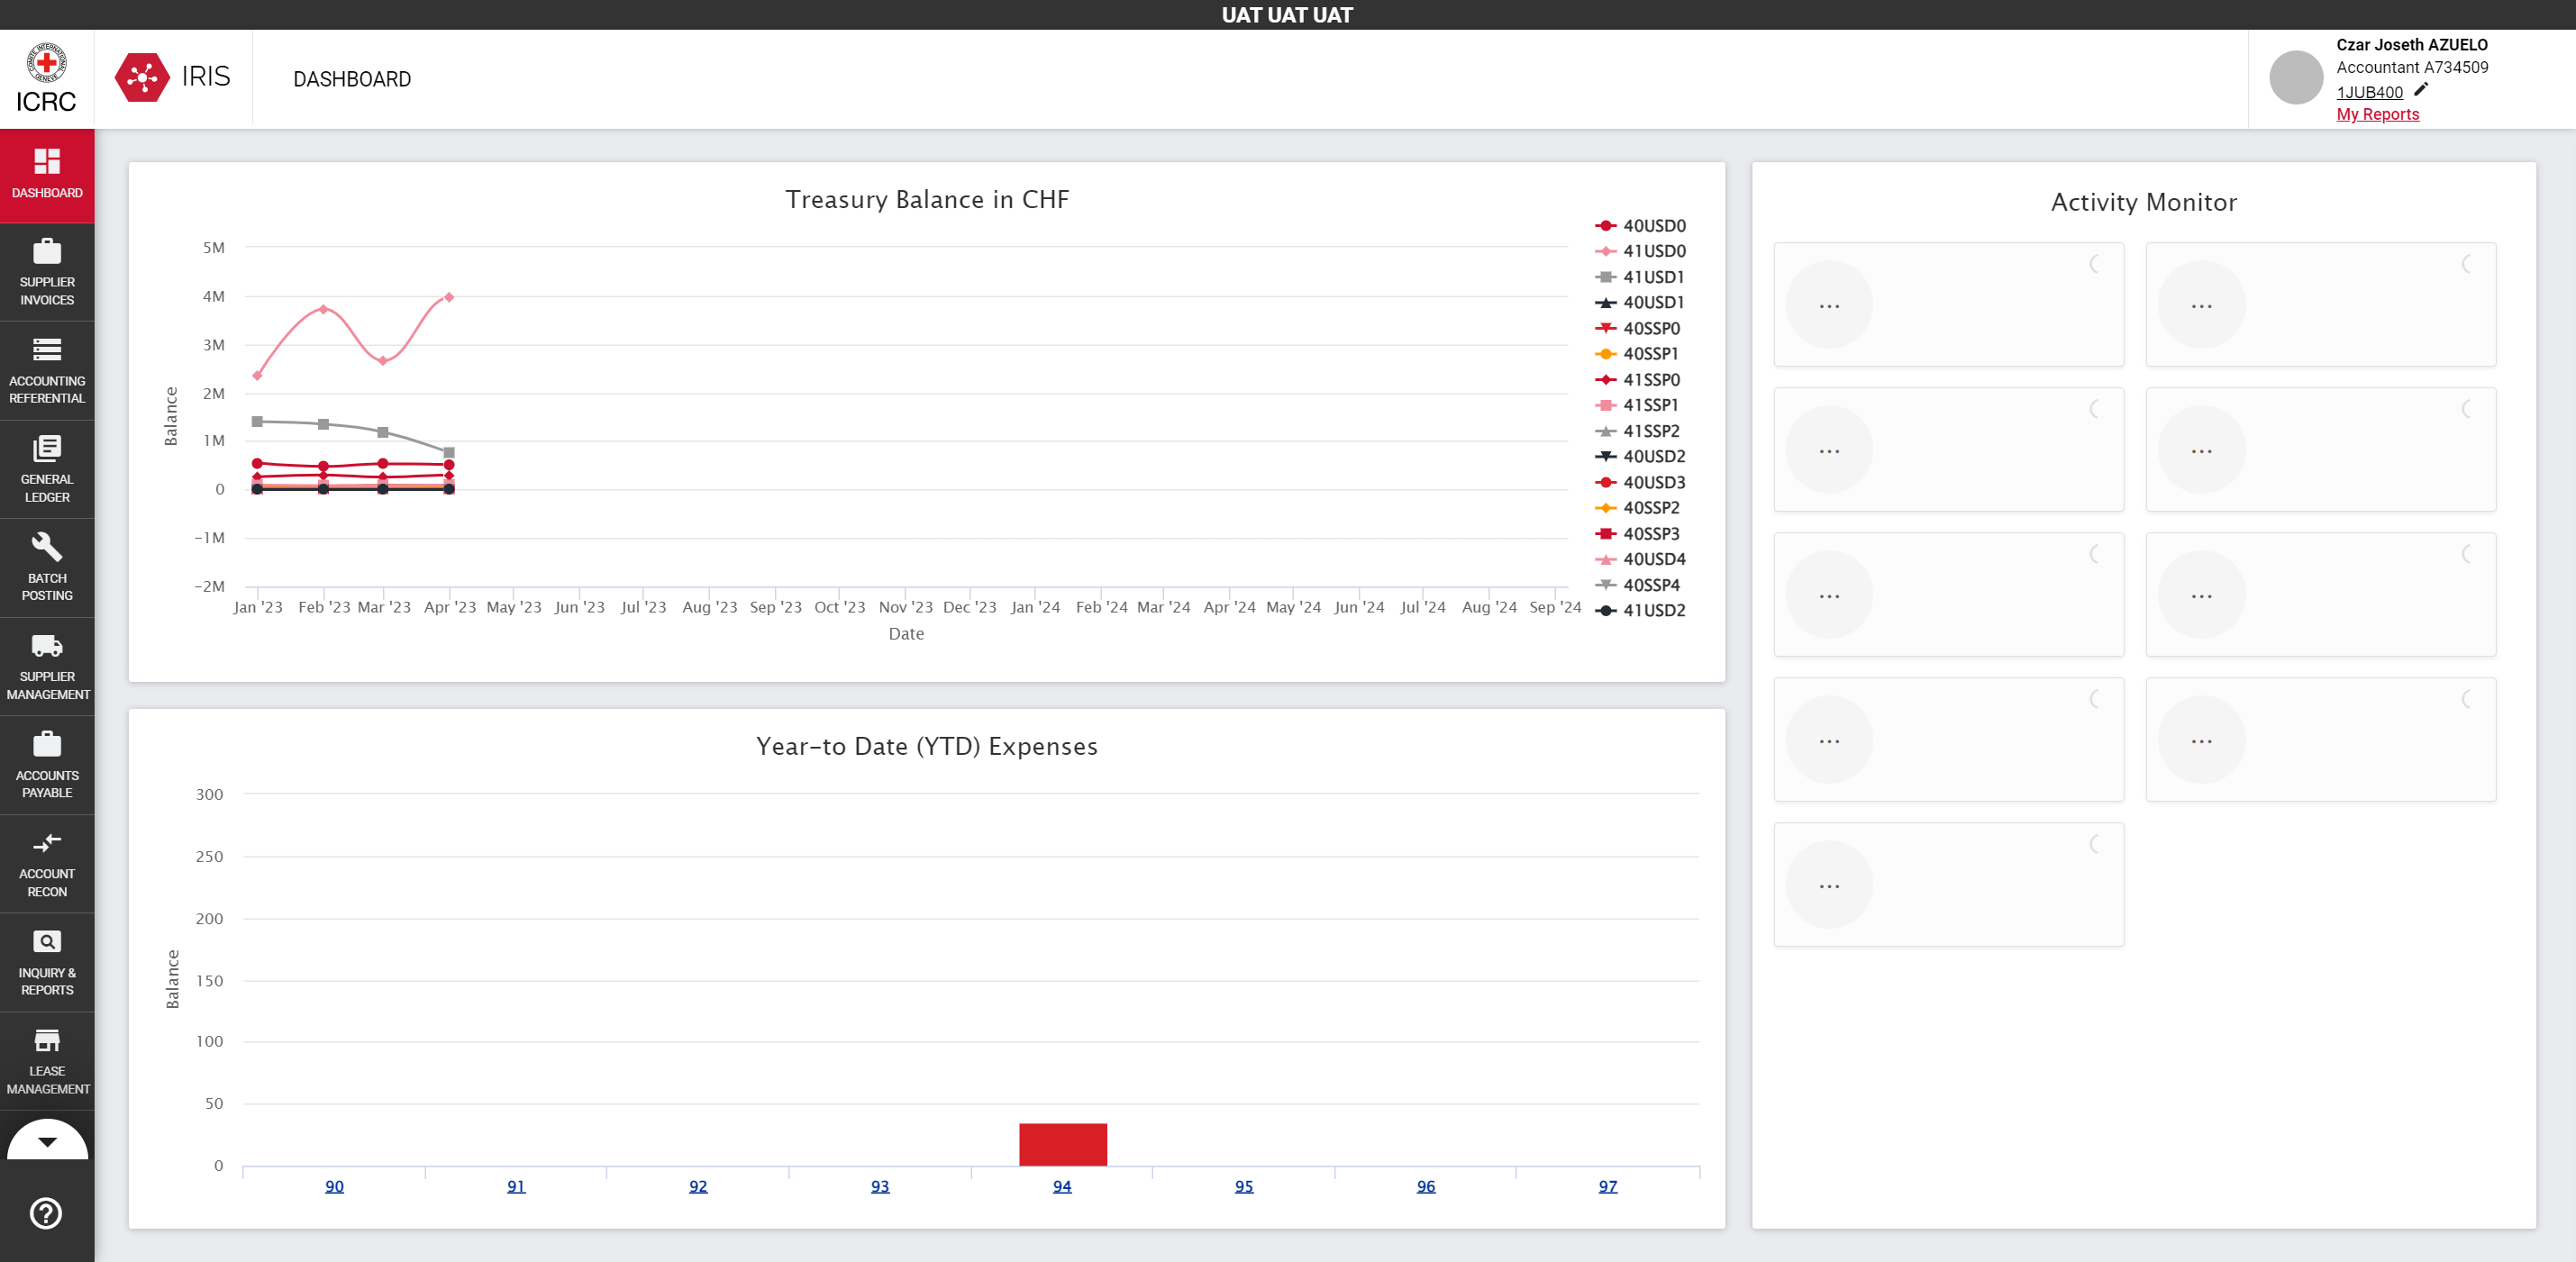 UAT UAT UAT
ICRC
IRIS
DASHBOARD
Czar Joseth AZUELO
Accountant A734509
1JUB400
My Reports
DASHBOARD
SUPPLIER
INVOICES
ACCOUNTING
REFERENTIAL
GENERAL
LEDGER
BATCH
POSTING
SUPPLIER
MANAGEMENT
ACCOUNTS
PAYABLE
ACCOUNT
RECON
INQUIRY &
REPORTS
LEASE
MANAGEMENT
Treasury Balance in CHF
5M
4M
3M
2M
1M
0
-1M
-2M
Balance
Jan '23 Feb '23 Mar '23 Apr '23 May '23 Jun '23 Jul '23 Aug '23 Sep '23 Oct '23 Nov '23 Dec '23 Jan '24 Feb '24 Mar '24 Apr '24 May '24 Jun '24 Jul '24 Aug '24 Sep '24
Date
40USD0
41USD0
41USD1
40USD1
40SSP0
40SSP1
41SSP0
41SSP1
41SSP2
40USD2
40USD3
40SSP2
40SSP3
40USD4
40SSP4
41USD2
Year-to Date (YTD) Expenses
300
250
200
150
100
50
0
Balance
90 91 92 93 94 95 96 97
Activity Monitor
... ...
... ...
... ...
... ...
...